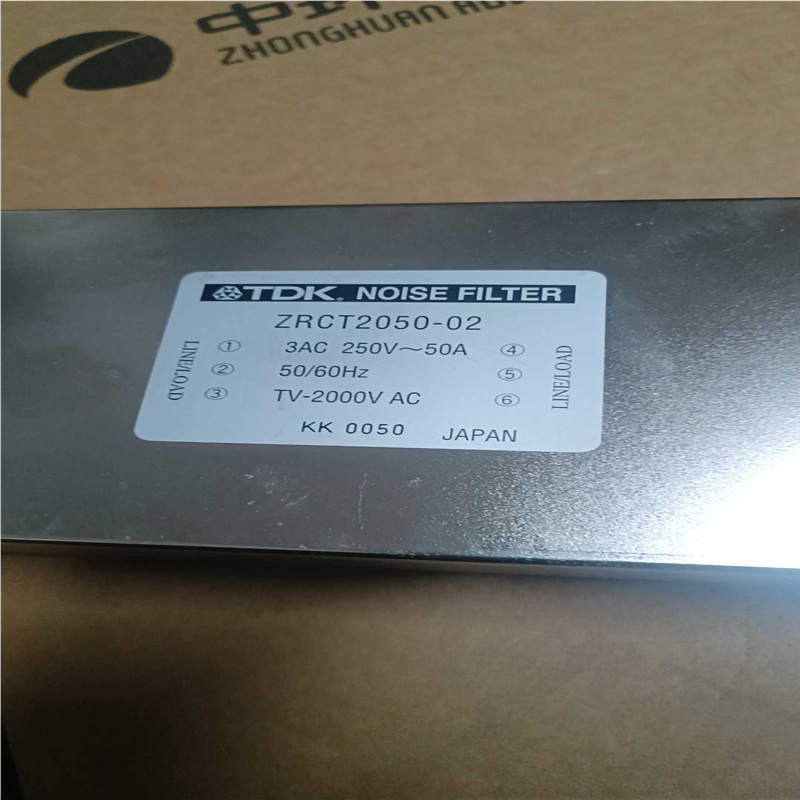 ZHONGHUAN
TDK. NOISE FILTER
ZRCT2050-02
LINE/LOAD
① 3AC 250V~50A ④
② 50/60Hz ⑤
③ TV-2000V AC ⑥
LINE/LOAD
KK 0050 JAPAN